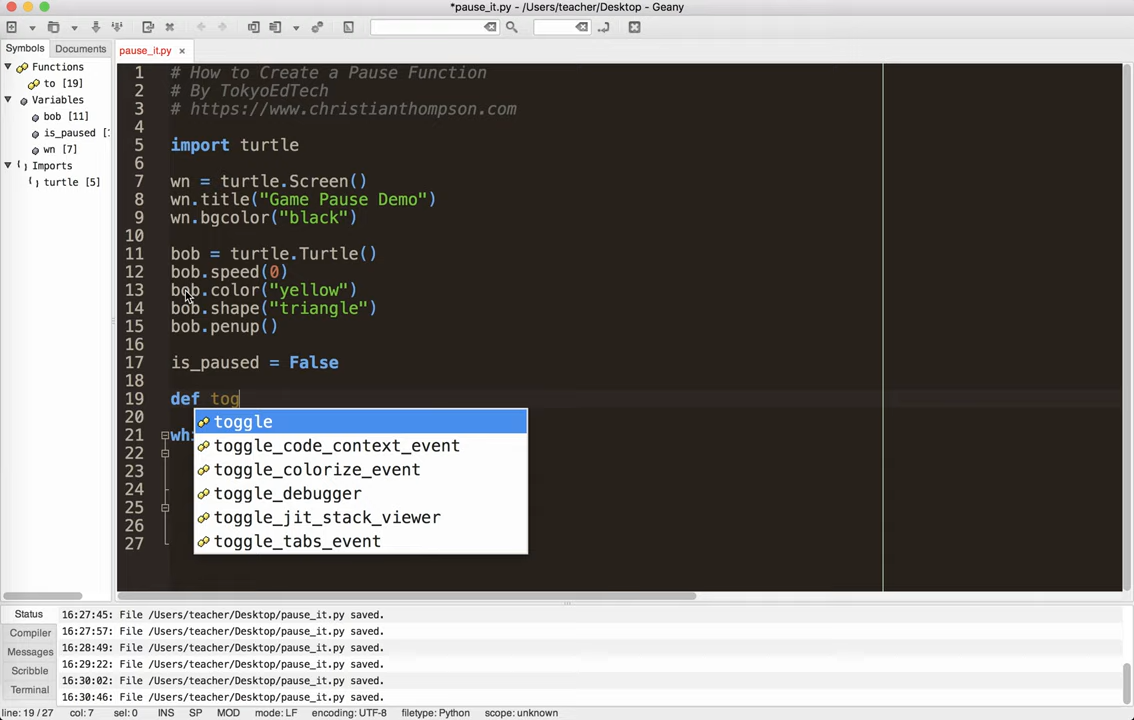 *pause_it.py - /Users/teacher/Desktop - Geany
Symbols Documents
pause_it.py ×
Functions
to [19]
Variables
bob [11]
is_paused [
wn [7]
Imports
turtle [5]
1 # How to Create a Pause Function
2 # By TokyoEdTech
3 # https://www.christianthompson.com
4
5 import turtle
6
7 wn = turtle.Screen()
8 wn.title("Game Pause Demo")
9 wn.bgcolor("black")
10
11 bob = turtle.Turtle()
12 bob.speed(0)
13 bob.color("yellow")
14 bob.shape("triangle")
15 bob.penup()
16
17 is_paused = False
18
19 def tog
20
21 whi
22
23
24
25
26
27
toggle
toggle_code_context_event
toggle_colorize_event
toggle_debugger
toggle_jit_stack_viewer
toggle_tabs_event
Status
Compiler
Messages
Scribble
Terminal
16:27:45: File /Users/teacher/Desktop/pause_it.py saved.
16:27:57: File /Users/teacher/Desktop/pause_it.py saved.
16:28:49: File /Users/teacher/Desktop/pause_it.py saved.
16:29:22: File /Users/teacher/Desktop/pause_it.py saved.
16:30:02: File /Users/teacher/Desktop/pause_it.py saved.
16:30:46: File /Users/teacher/Desktop/pause_it.py saved.
line: 19 / 27 col: 7 sel: 0 INS SP MOD mode: LF encoding: UTF-8 filetype: Python scope: unknown